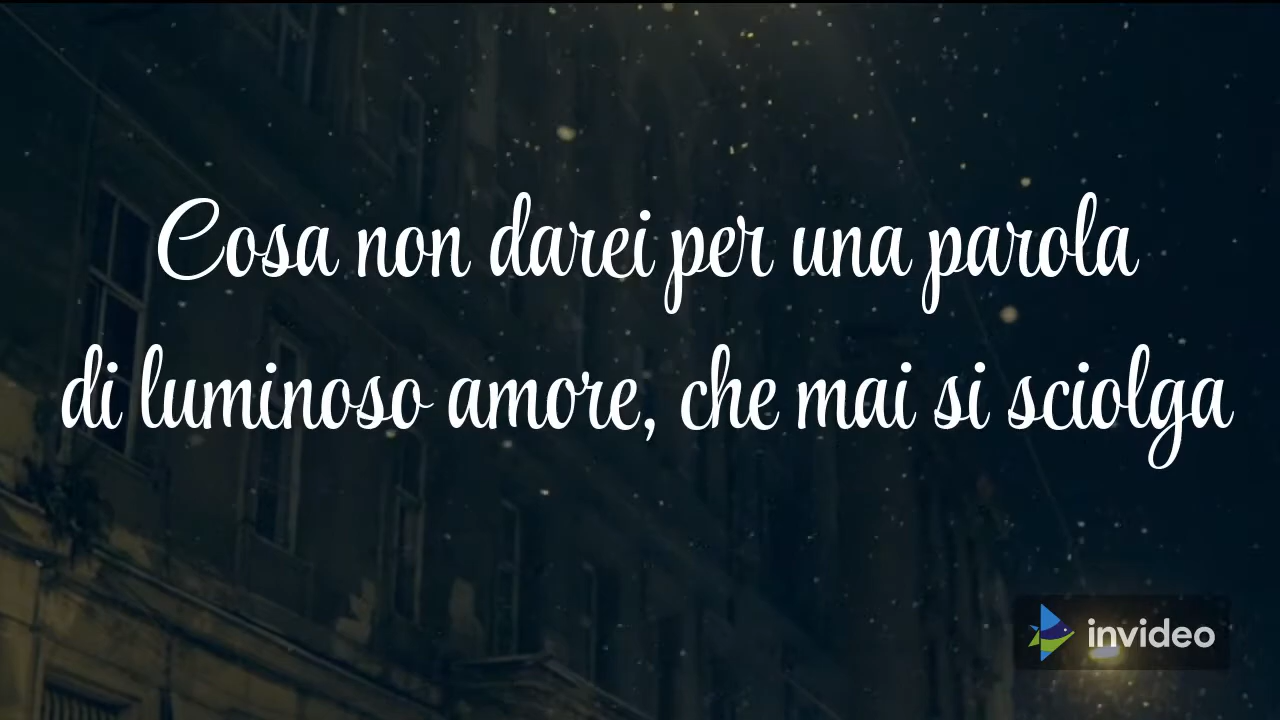 Cosa non darei per una parola
di luminoso amore, che mai si sciolga
invideo